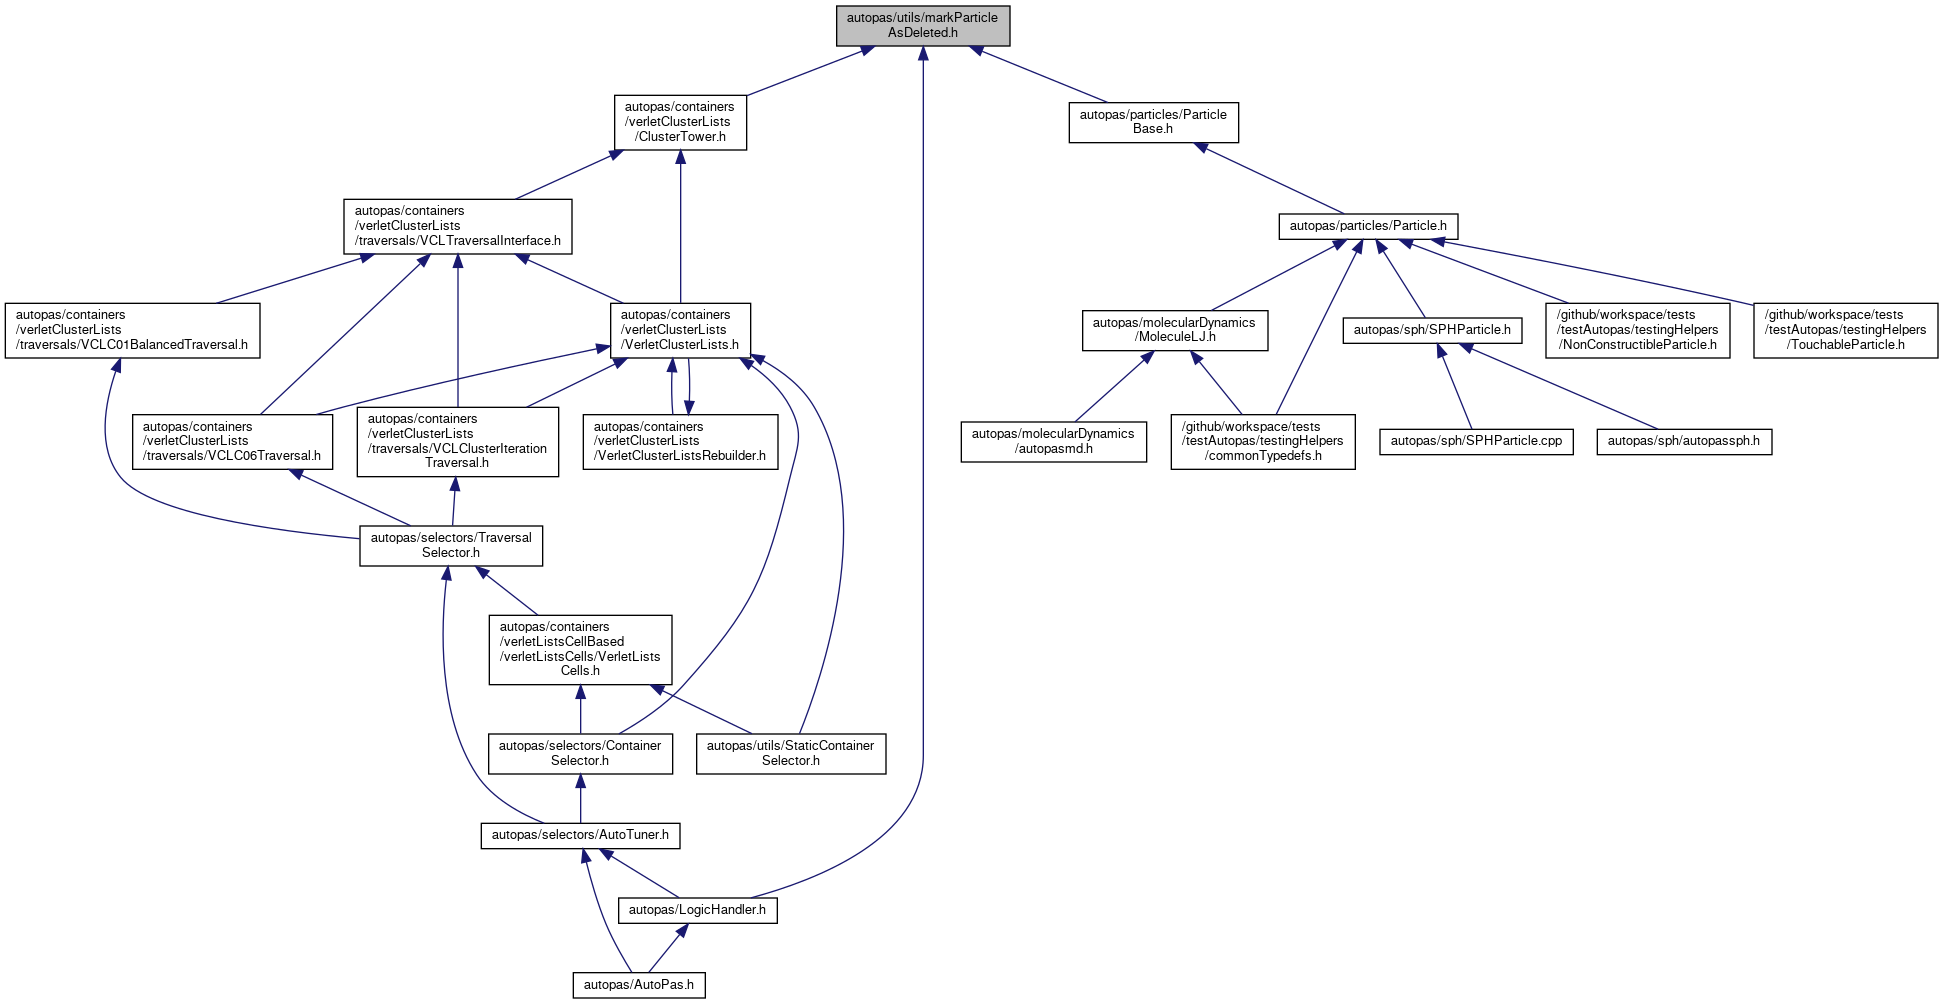 autopas/utils/markParticle
AsDeleted.h
autopas/containers
/verletClusterLists
/ClusterTower.h
autopas/particles/Particle
Base.h
autopas/containers
/verletClusterLists
/traversals/VCLTraversalInterface.h
autopas/particles/Particle.h
autopas/containers
/verletClusterLists
/traversals/VCLC01BalancedTraversal.h
autopas/containers
/verletClusterLists
/VerletClusterLists.h
autopas/molecularDynamics
/MoleculeLJ.h
autopas/sph/SPHParticle.h
/github/workspace/tests
/testAutopas/testingHelpers
/NonConstructibleParticle.h
/github/workspace/tests
/testAutopas/testingHelpers
/TouchableParticle.h
autopas/containers
/verletClusterLists
/traversals/VCLC06Traversal.h
autopas/containers
/verletClusterLists
/traversals/VCLClusterIteration
Traversal.h
autopas/containers
/verletClusterLists
/VerletClusterListsRebuilder.h
autopas/molecularDynamics
/autopasmd.h
/github/workspace/tests
/testAutopas/testingHelpers
/commonTypedefs.h
autopas/sph/SPHParticle.cpp
autopas/sph/autopassph.h
autopas/selectors/Traversal
Selector.h
autopas/containers
/verletListsCellBased
/verletListsCells/VerletLists
Cells.h
autopas/selectors/Container
Selector.h
autopas/utils/StaticContainer
Selector.h
autopas/selectors/AutoTuner.h
autopas/LogicHandler.h
autopas/AutoPas.h